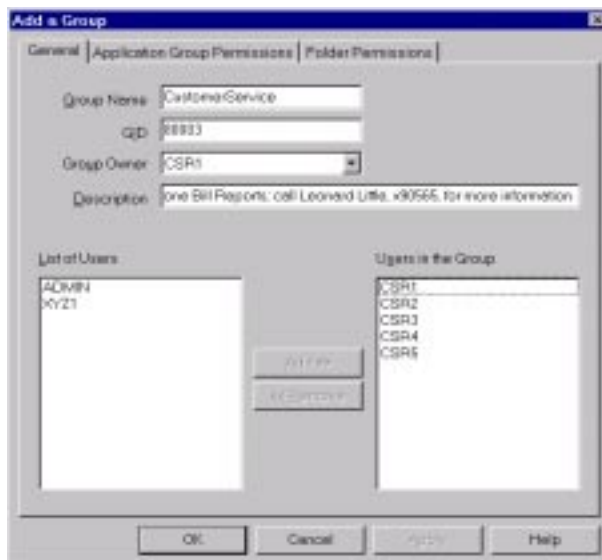 Add a Group
General Application Group Permissions Folder Permissions
Group Name CustomerService
GID
Group Owner CSR1
Description one Bill Reports; call Leonard Little, x90565, for more information
List of Users
Users in the Group
ADMIN
XYZ1
CSR1
CSR2
CSR3
CSR4
CSR5
OK Cancel Apply Help